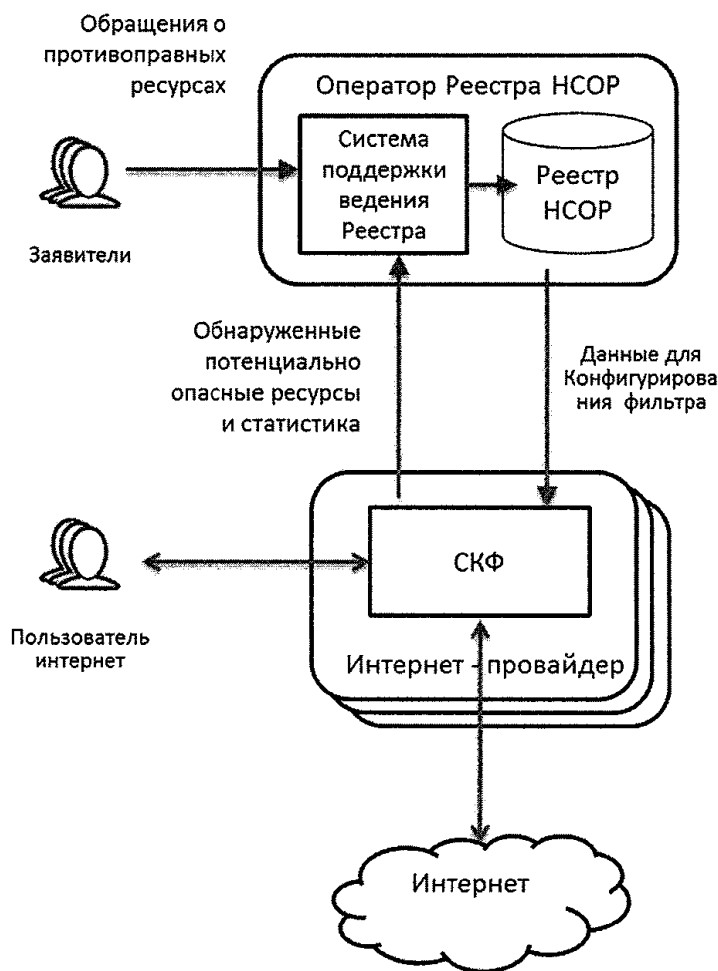 Обращения о
противоправных
ресурсах
Оператор Реестра НСОР
Система
поддержки
ведения
Реестра
Реестр
НСОР
Заявители
Обнаруженные
потенциально
опасные ресурсы
и статистика
Данные для
Конфигурирова
ния фильтра
СКФ
Пользователь
интернет
Интернет - провайдер
Интернет